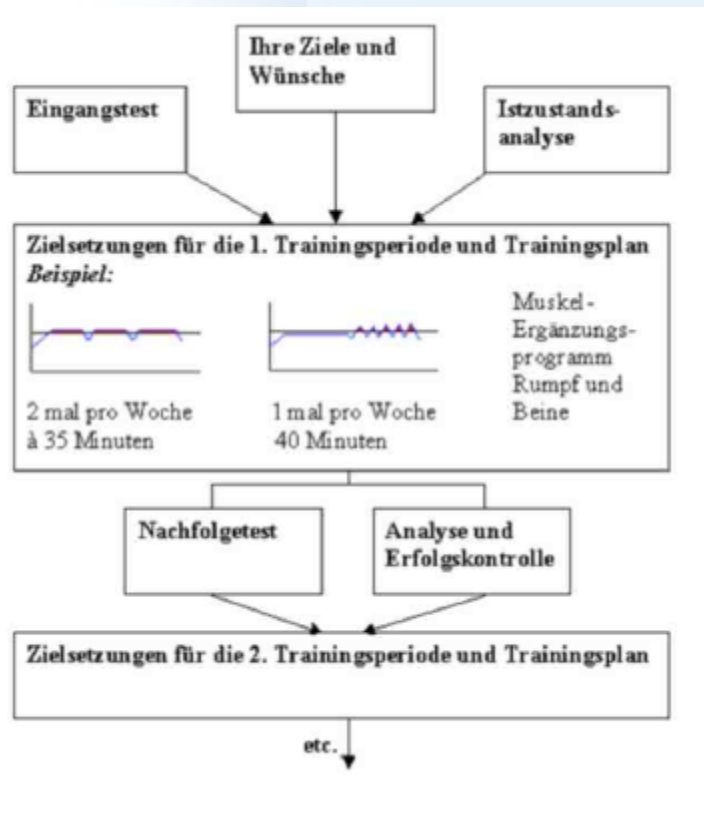 Ihre Ziele und
Wünsche
Eingangstest
Istzustands-
analyse
Zielsetzungen für die 1. Trainingsperiode und Trainingsplan
Beispiel:
2 mal pro Woche
à 35 Minuten
1 mal pro Woche
40 Minuten
Muskel-
Ergänzungs-
programm
Rumpf und
Beine
Nachfolgetest
Analyse und
Erfolgskontrolle
Zielsetzungen für die 2. Trainingsperiode und Trainingsplan
etc.